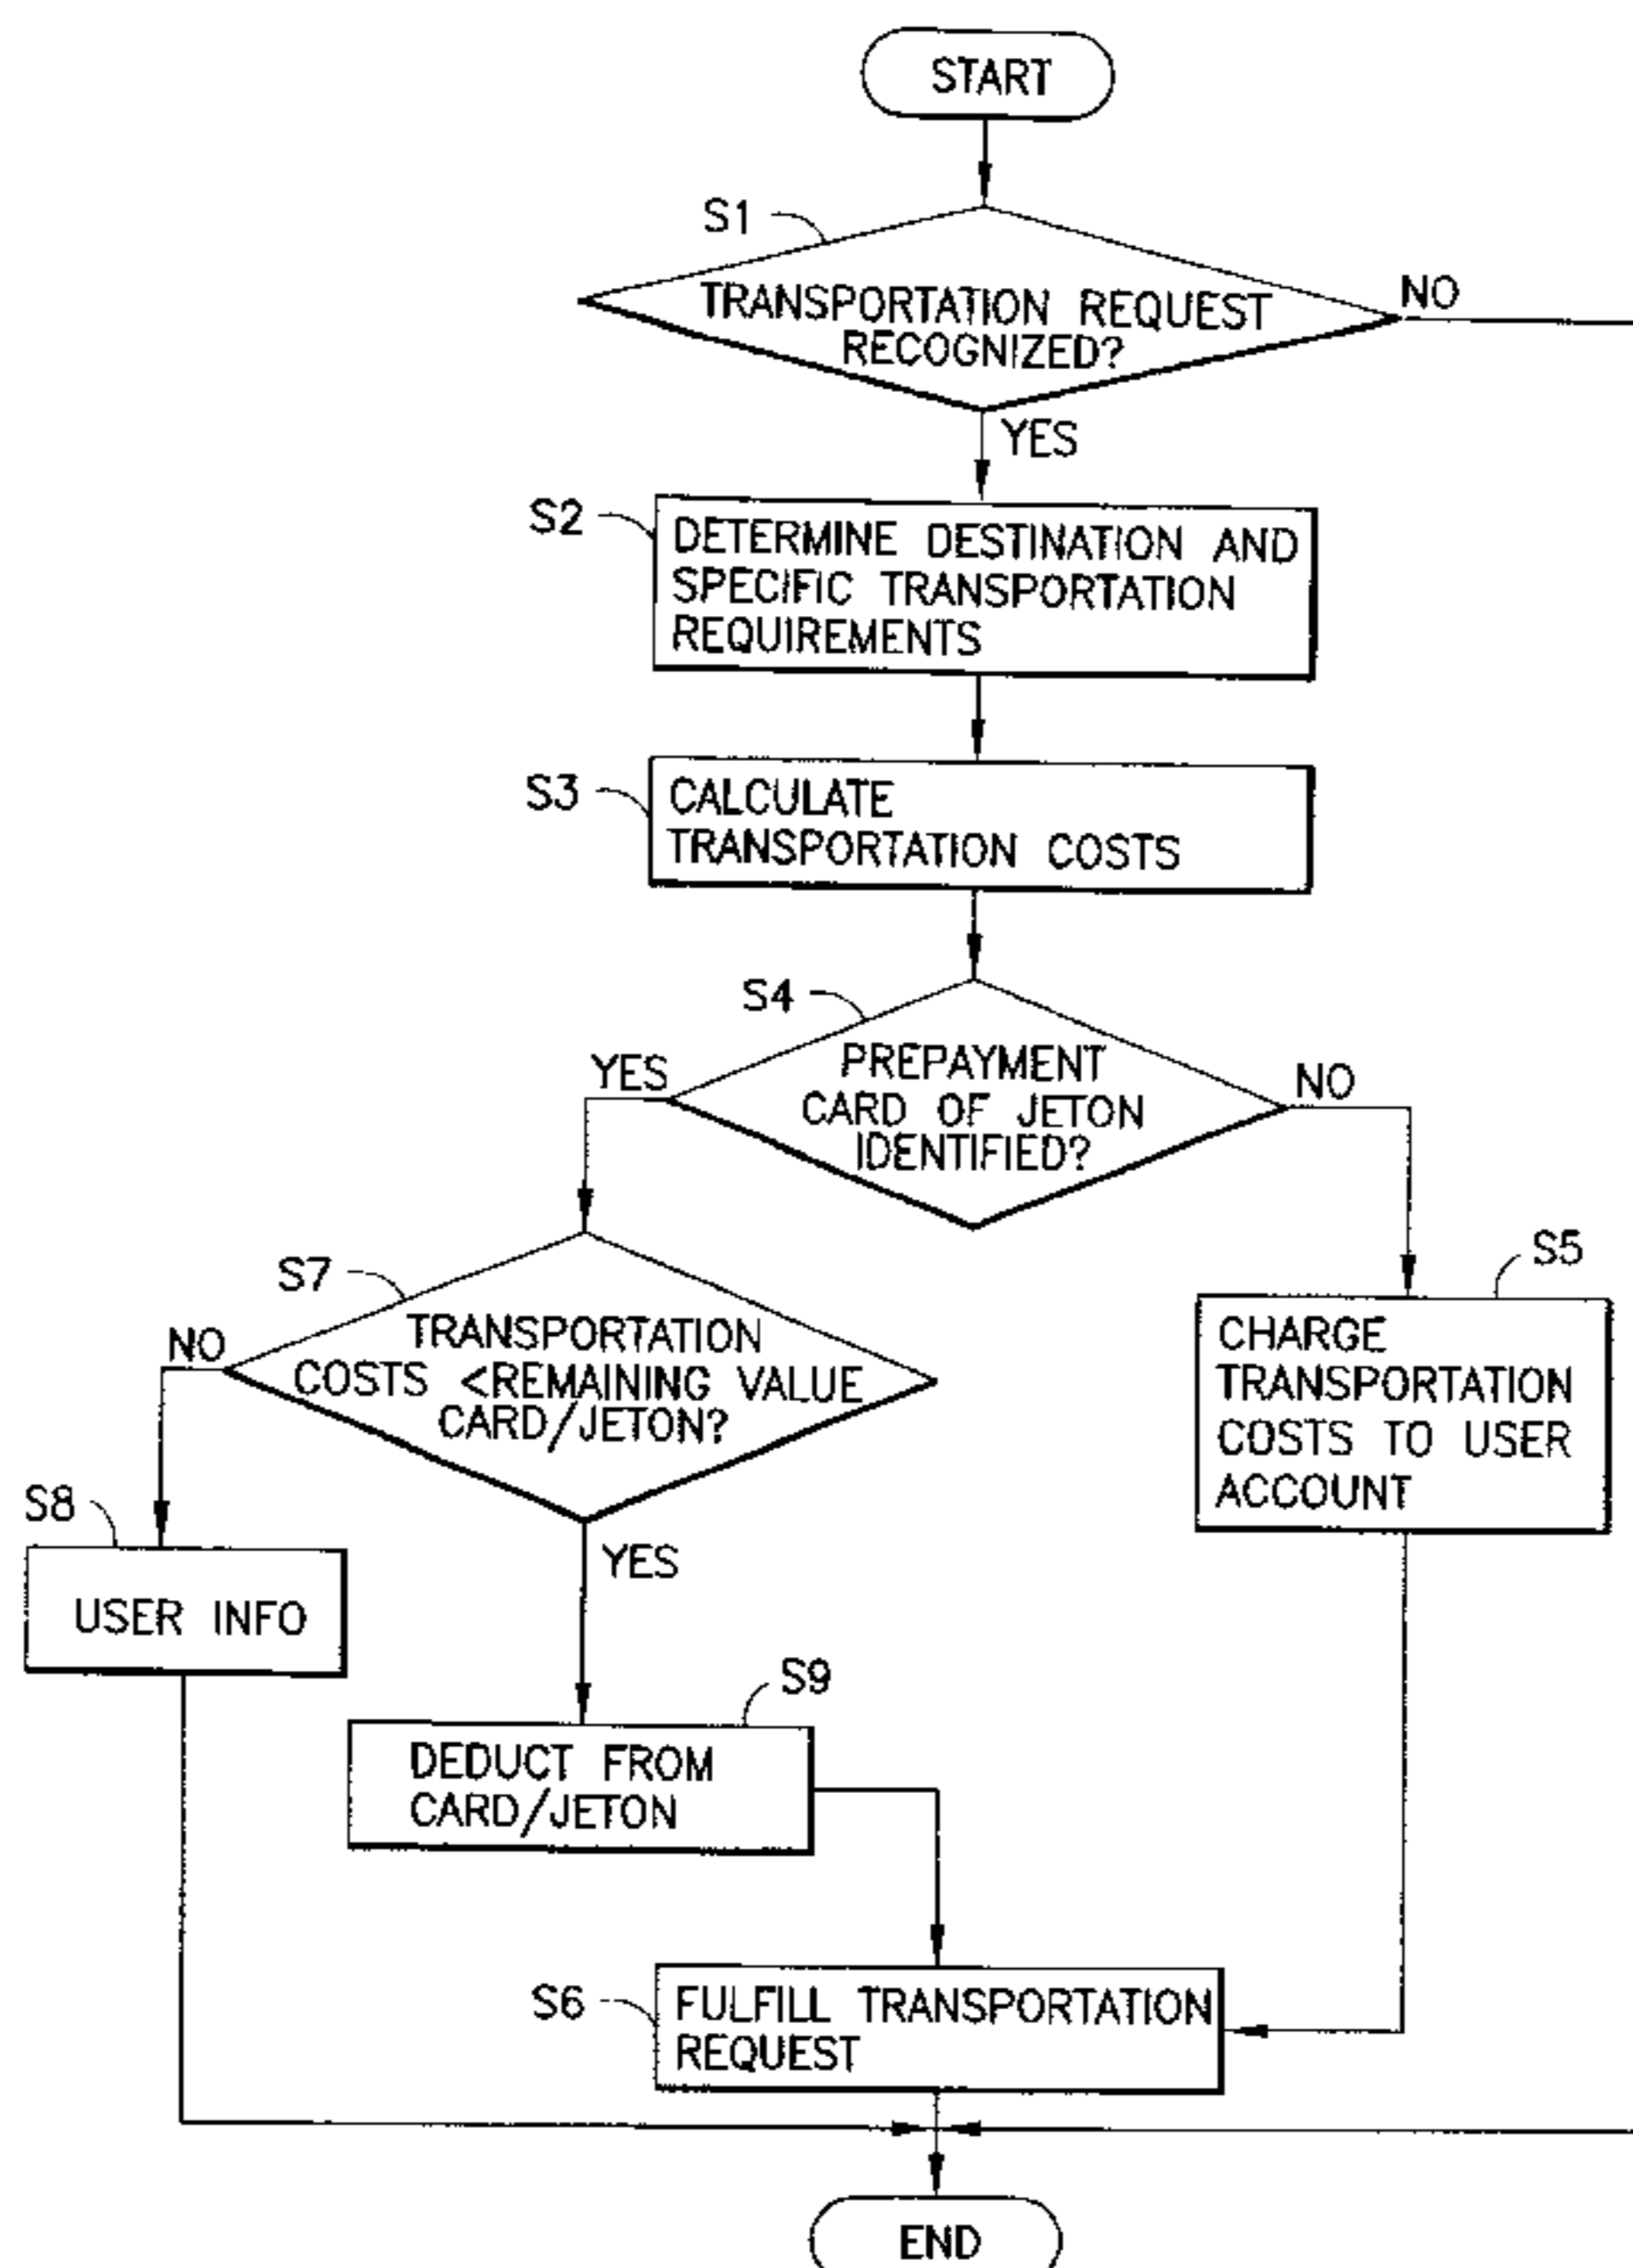 START
S1
TRANSPORTATION REQUEST
RECOGNIZED?
NO
YES
S2
DETERMINE DESTINATION AND
SPECIFIC TRANSPORTATION
REQUIREMENTS
S3
CALCULATE
TRANSPORTATION COSTS
S4
YES
PREPAYMENT
CARD OF JETON
IDENTIFIED?
NO
S7
NO
TRANSPORTATION
COSTS <REMAINING VALUE
CARD/JETON?
YES
S5
CHARGE
TRANSPORTATION
COSTS TO USER
ACCOUNT
S8
USER INFO
S9
DEDUCT FROM
CARD/JETON
S6
FULFILL TRANSPORTATION
REQUEST
END